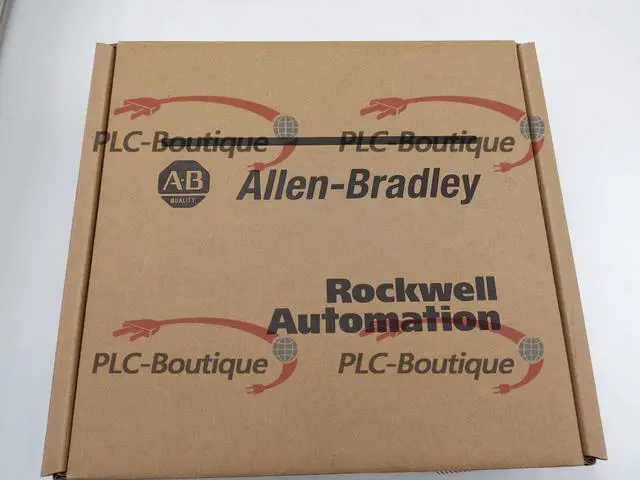 PLC-Boutique PLC-Boutique
A-B
QUALITY
Allen-Bradley
Rockwell
Automation
PLC-Boutique PLC-Boutique